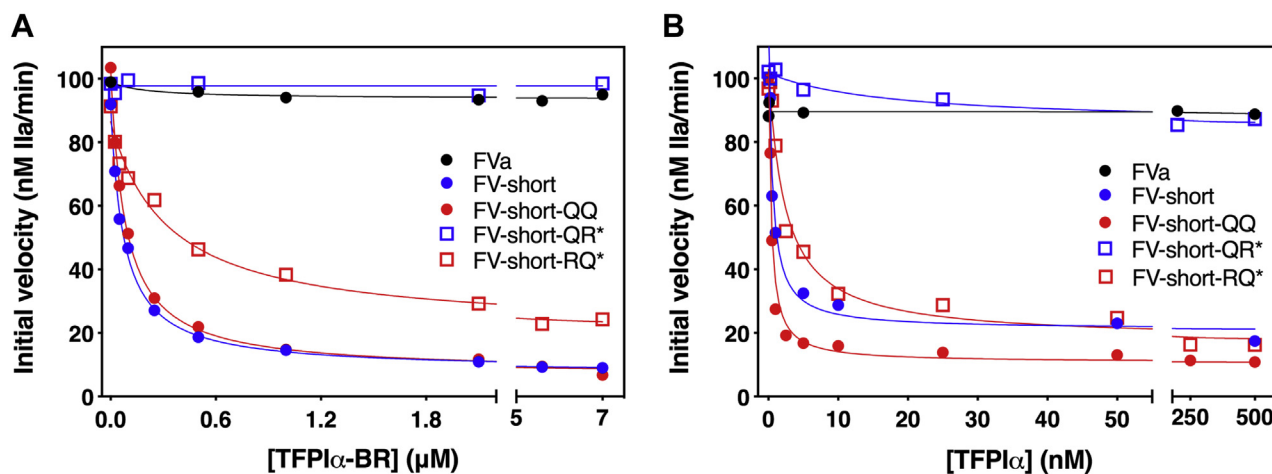 A
Initial velocity (nM IIa/min)
100
80
60
40
20
0
FVa
FV-short
FV-short-QQ
FV-short-QR*
FV-short-RQ*
0.0 0.6 1.2 1.8 5 7
[TFPIα-BR] (μM)
B
Initial velocity (nM IIa/min)
100
80
60
40
20
0
FVa
FV-short
FV-short-QQ
FV-short-QR*
FV-short-RQ*
0 10 20 30 40 50 250 500
[TFPIα] (nM)